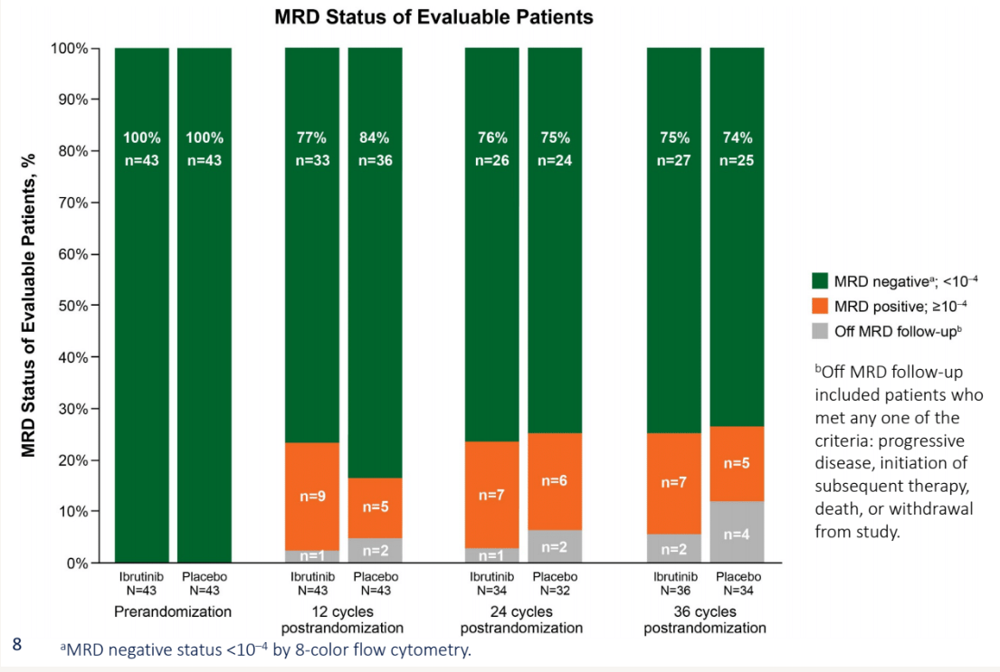 MRD Status of Evaluable Patients
MRD Status of Evaluable Patients, %
100%
90%
80%
70%
60%
50%
40%
30%
20%
10%
0%
100%
n=43
100%
n=43
77%
n=33
84%
n=36
76%
n=26
75%
n=24
75%
n=27
74%
n=25
n=9
n=1
n=5
n=2
n=7
n=1
n=6
n=2
n=7
n=2
n=5
n=4
Ibrutinib
N=43
Placebo
N=43
Prerandomization
Ibrutinib
N=43
Placebo
N=43
12 cycles
postrandomization
Ibrutinib
N=34
Placebo
N=32
24 cycles
postrandomization
Ibrutinib
N=36
Placebo
N=34
36 cycles
postrandomization
MRD negativeᵃ; <10⁻⁴
MRD positive; ≥10⁻⁴
Off MRD follow-upᵇ
ᵇOff MRD follow-up
included patients who
met any one of the
criteria: progressive
disease, initiation of
subsequent therapy,
death, or withdrawal
from study.
8
ᵃMRD negative status <10⁻⁴ by 8-color flow cytometry.